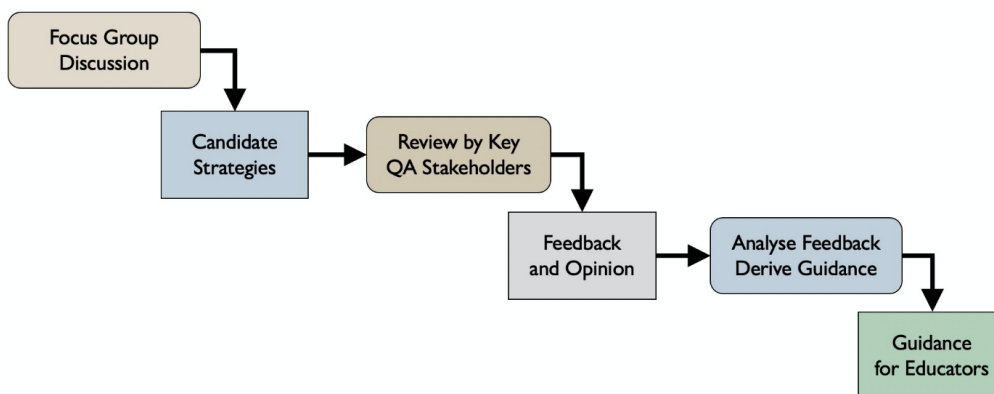 Focus Group
Discussion
Candidate
Strategies
Review by Key
QA Stakeholders
Feedback
and Opinion
Analyse Feedback
Derive Guidance
Guidance
for Educators